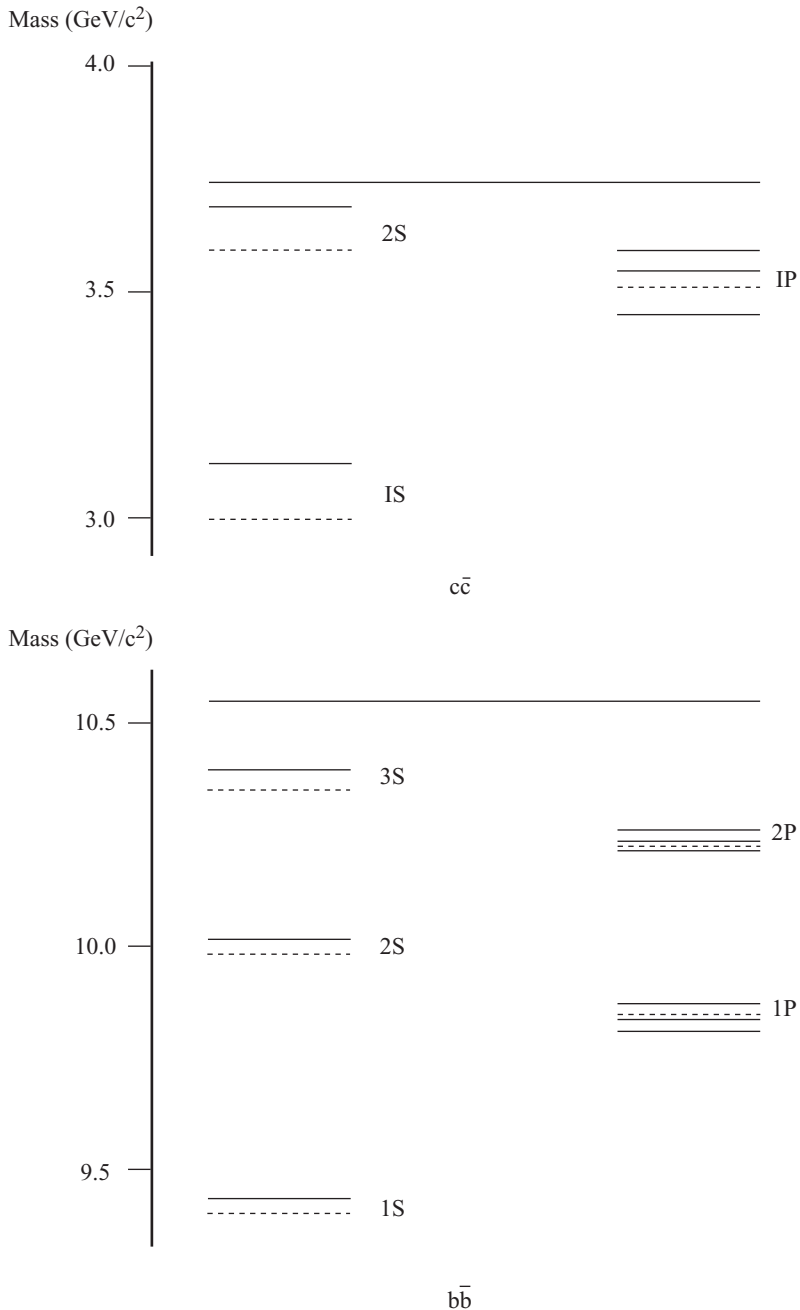 Mass (GeV/c²)
4.0
2S
IP
3.5
IS
3.0
cc̄
Mass (GeV/c²)
10.5
3S
2P
10.0
2S
1P
9.5
1S
bb̄